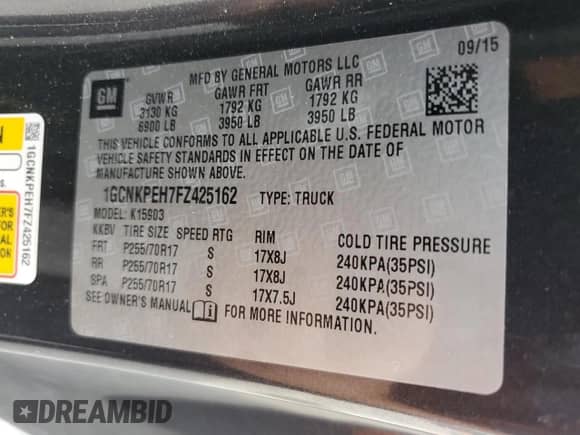 MFD BY GENERAL MOTORS LLC
09/15
GM
GVWR GAWR FRT GAWR RR
3130 KG 1792 KG 1792 KG
6900 LB 3950 LB 3950 LB
THIS VEHICLE CONFORMS TO ALL APPLICABLE U.S. FEDERAL MOTOR
VEHICLE SAFETY STANDARDS IN EFFECT ON THE DATE OF
MANUFACTURE SHOWN ABOVE.
1GCNKPEH7FZ425162 TYPE: TRUCK
MODEL: K15903
KKBV TIRE SIZE SPEED RTG RIM COLD TIRE PRESSURE
FRT P255/70R17 S 17X8J 240KPA(35PSI)
RR P255/70R17 S 17X8J 240KPA(35PSI)
SPA P255/70R17 S 17X7.5J 240KPA(35PSI)
SEE OWNER'S MANUAL FOR MORE INFORMATION
1GCNKPEH7FZ425162
DREAMBID